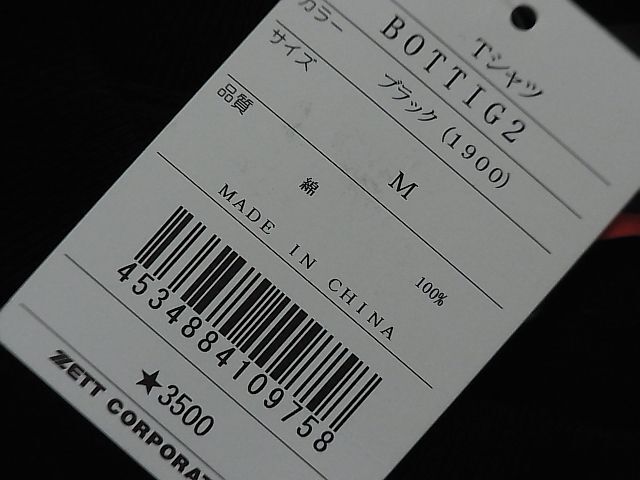 Tシャツ
BOTTIG2
カラー ブラック (1900)
サイズ M
品質 綿 100%
MADE IN CHINA
4534884109758
★3500
ZETT CORPORAT